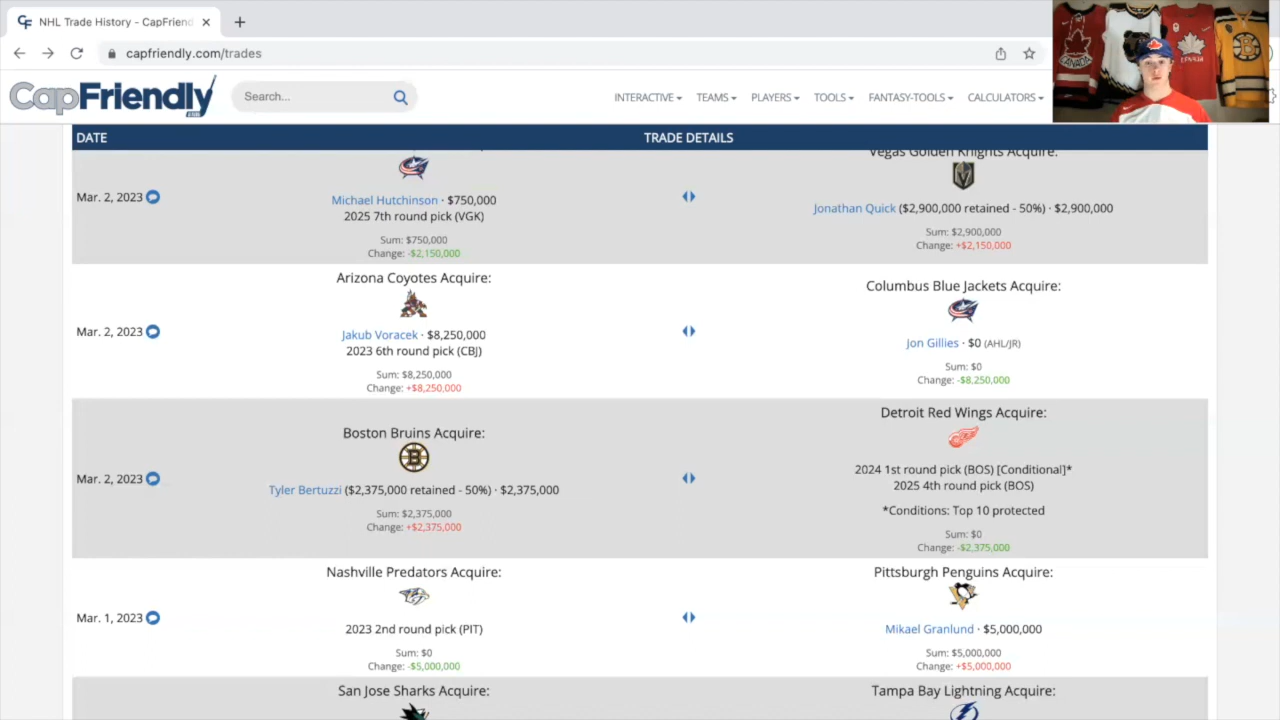 NHL Trade History - CapFriend
capfriendly.com/trades
CapFriendly
Search...
INTERACTIVE TEAMS PLAYERS TOOLS FANTASY-TOOLS CALCULATORS
CANADA
CANADA
B
DATE TRADE DETAILS
Mar. 2, 2023
Michael Hutchinson · $750,000
2025 7th round pick (VGK)
Sum: $750,000
Change: -$2,150,000
Vegas Golden Knights Acquire:
Jonathan Quick ($2,900,000 retained - 50%) · $2,900,000
Sum: $2,900,000
Change: +$2,150,000
Mar. 2, 2023
Arizona Coyotes Acquire:
Jakub Voracek · $8,250,000
2023 6th round pick (CBJ)
Sum: $8,250,000
Change: +$8,250,000
Columbus Blue Jackets Acquire:
Jon Gillies · $0 (AHL/JR)
Sum: $0
Change: -$8,250,000
Mar. 2, 2023
Boston Bruins Acquire:
B
Tyler Bertuzzi ($2,375,000 retained - 50%) · $2,375,000
Sum: $2,375,000
Change: +$2,375,000
Detroit Red Wings Acquire:
2024 1st round pick (BOS) [Conditional]*
2025 4th round pick (BOS)
*Conditions: Top 10 protected
Sum: $0
Change: -$2,375,000
Mar. 1, 2023
Nashville Predators Acquire:
2023 2nd round pick (PIT)
Sum: $0
Change: -$5,000,000
Pittsburgh Penguins Acquire:
Mikael Granlund · $5,000,000
Sum: $5,000,000
Change: +$5,000,000
San Jose Sharks Acquire:
Tampa Bay Lightning Acquire: